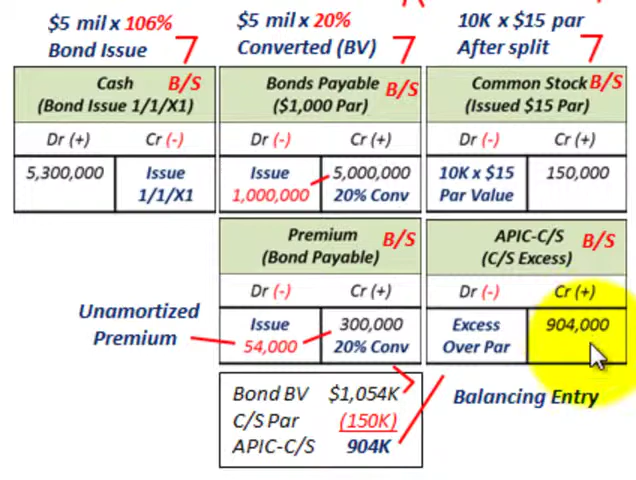 $5 mil x 106%
Bond Issue
$5 mil x 20%
Converted (BV)
10K x $15 par
After split
Cash B/S
(Bond Issue 1/1/X1)
Dr (+) Cr (-)
5,300,000 Issue
1/1/X1
Bonds Payable B/S
($1,000 Par)
Dr (-) Cr (+)
Issue 5,000,000
1,000,000 20% Conv
Common Stock B/S
(Issued $15 Par)
Dr (-) Cr (+)
10K x $15 150,000
Par Value
Premium B/S
(Bond Payable)
Dr (-) Cr (+)
Issue 300,000
54,000 20% Conv
APIC-C/S B/S
(C/S Excess)
Dr (-) Cr (+)
Excess 904,000
Over Par
Unamortized
Premium
Bond BV $1,054K
C/S Par (150K)
APIC-C/S 904K
Balancing Entry